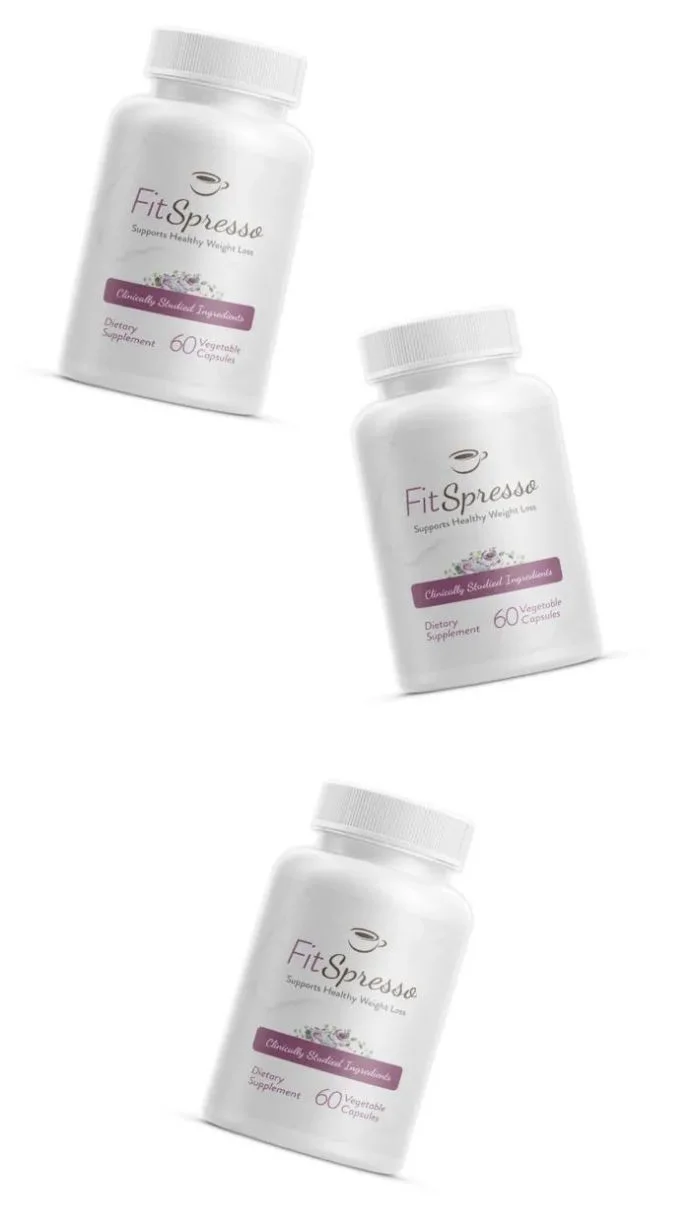 FitSpresso
Supports Healthy Weight Loss
Clinically Studied Ingredients
Dietary
Supplement
60 Vegetable
Capsules
FitSpresso
Supports Healthy Weight Loss
Clinically Studied Ingredients
Dietary
Supplement
60 Vegetable
Capsules
FitSpresso
Supports Healthy Weight Loss
Clinically Studied Ingredients
Dietary
Supplement
60 Vegetable
Capsules